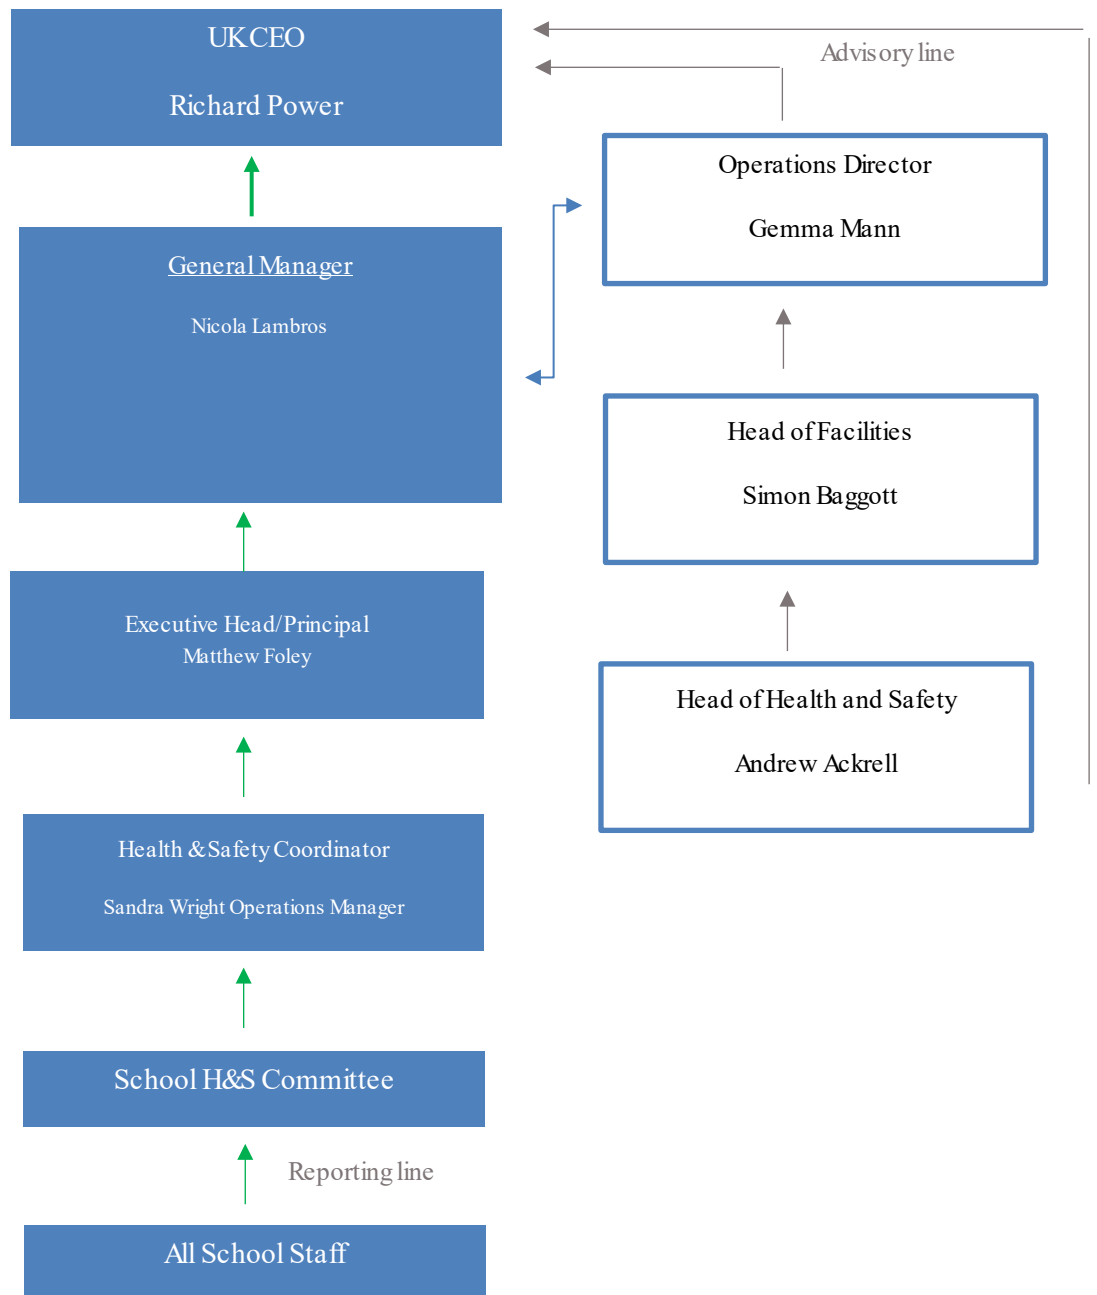 UK CEO
Richard Power
Advisory line
Operations Director
Gemma Mann
General Manager
Nicola Lambros
Head of Facilities
Simon Baggott
Executive Head/Principal
Matthew Foley
Head of Health and Safety
Andrew Ackrell
Health & Safety Coordinator
Sandra Wright Operations Manager
School H&S Committee
Reporting line
All School Staff